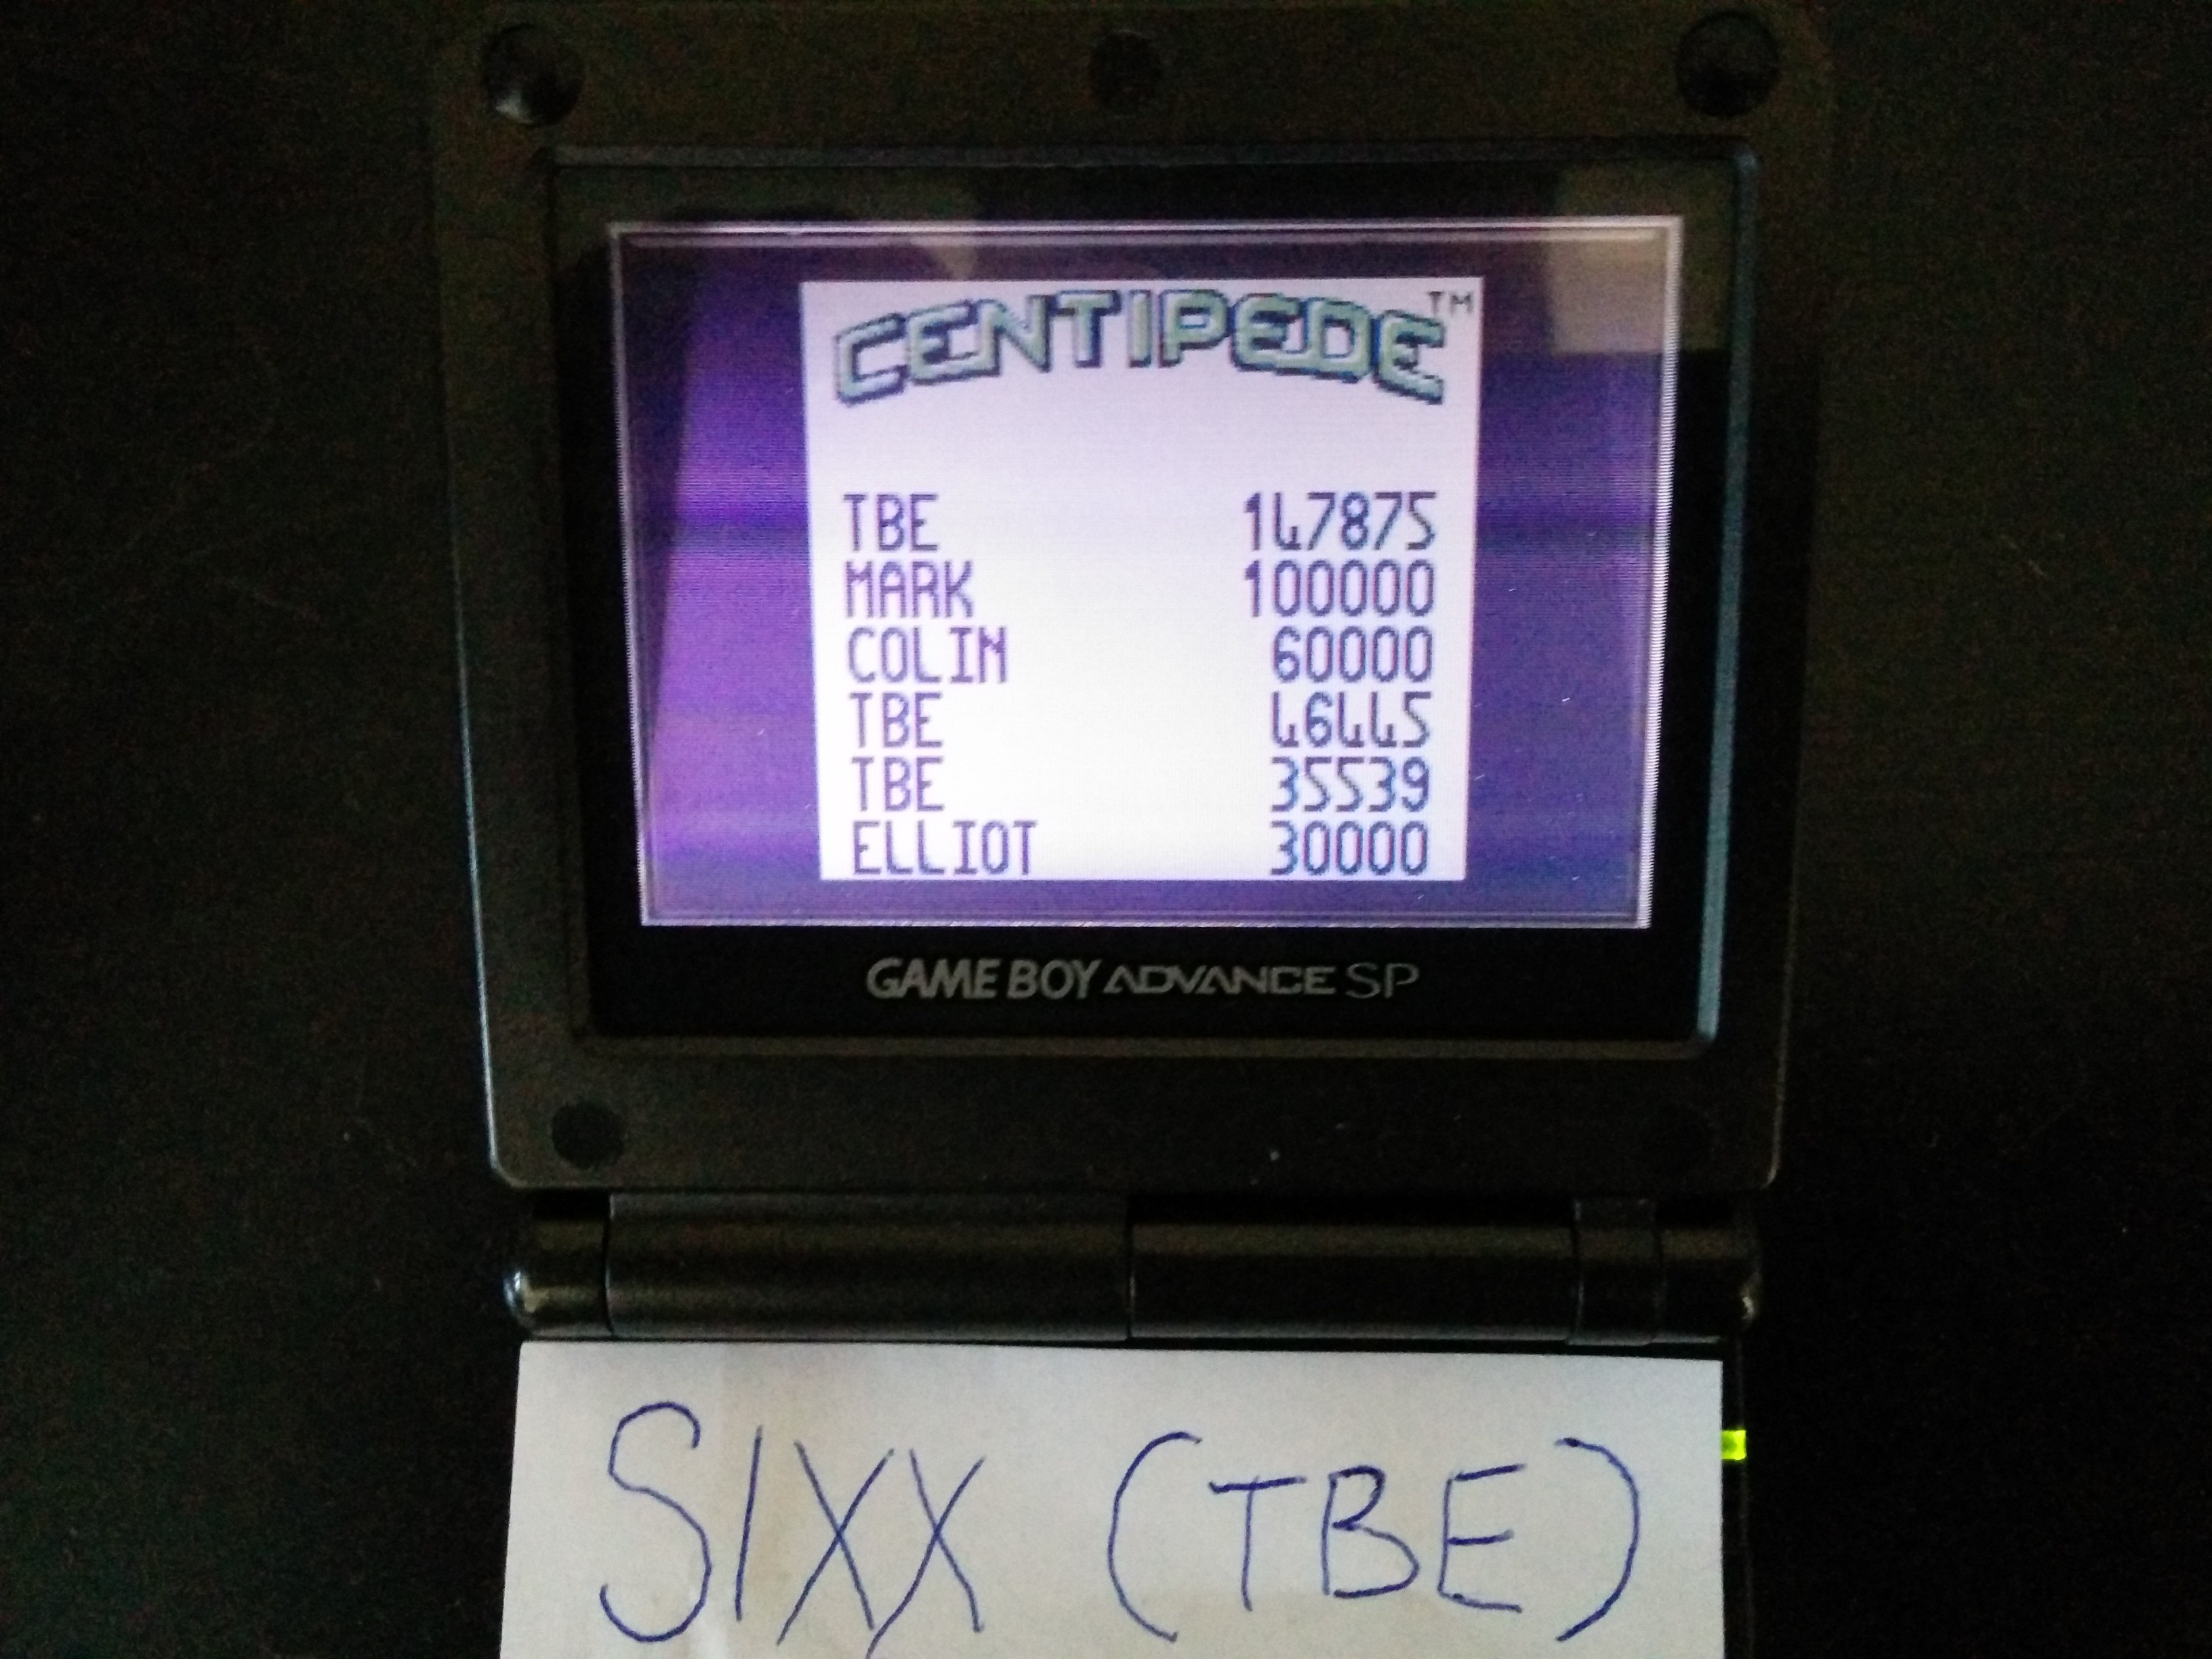 CENTIPEDE™
TBE 147875
MARK 100000
COLIN 60000
TBE 46445
TBE 35539
ELLIOT 30000
GAME BOY ADVANCE SP
SIXX (TBE)